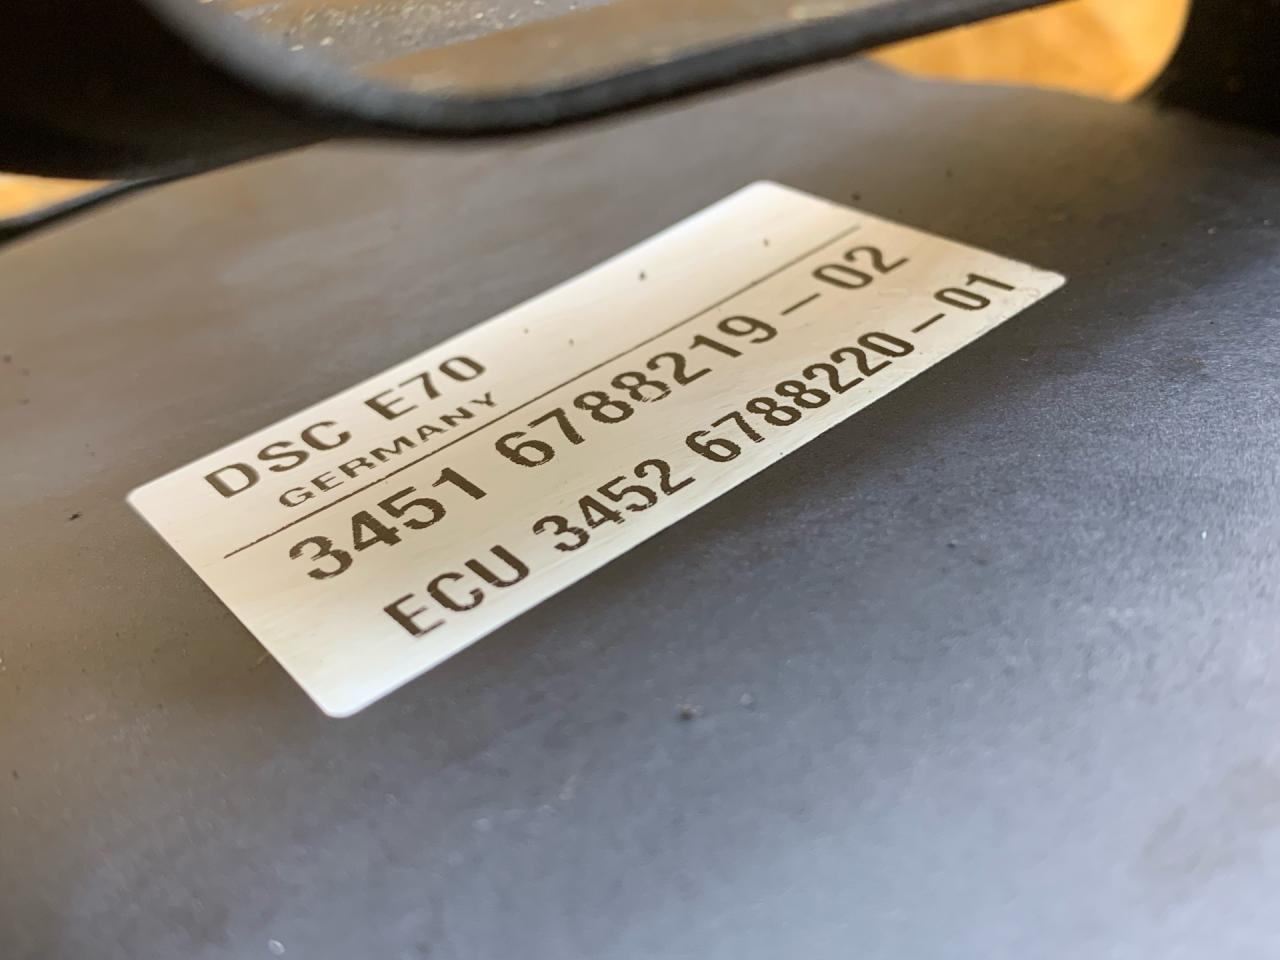 DSC E70
GERMANY
3451 6788219-02
ECU 3452 6788220-01